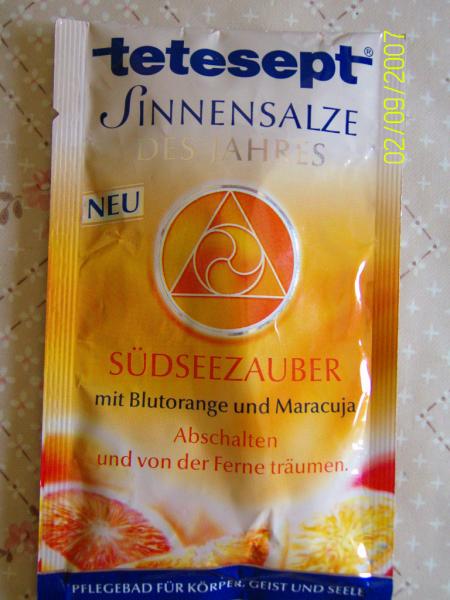 tetesept®
SINNENSALZE
DES JAHRES
NEU
SÜDSEEZAUBER
mit Blutorange und Maracuja
Abschalten
und von der Ferne träumen.
PFLEGEBAD FÜR KÖRPER, GEIST UND SEELE
02/09/2007